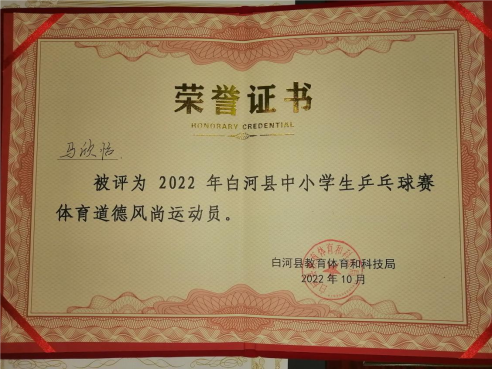 荣誉证书
HONORARY CREDENTIAL
马欣怡
被评为 2022 年白河县中小学生乒乓球赛
体育道德风尚运动员。
白河县教育体育和科技局
2022 年 10 月